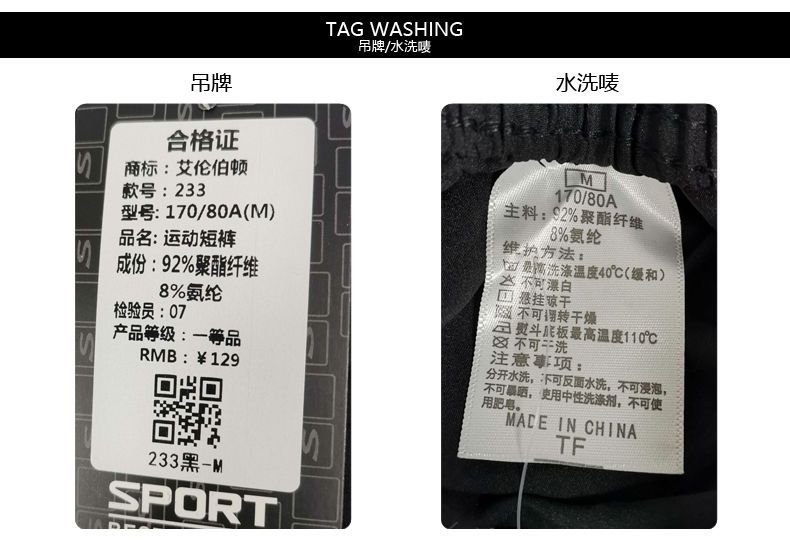 TAG WASHING
吊牌/水洗唛
吊牌
水洗唛
合格证
商标：艾伦伯顿
款号：233
型号: 170/80A(M)
品名: 运动短裤
成份：92%聚酯纤维
8%氨纶
检验员：07
产品等级：一等品
RMB：￥129
233黑-M
SPORT
M
170/80A
主料：92%聚酯纤维
8%氨纶
维护方法：
最高洗涤温度40℃(缓和)
不可漂白
悬挂晾干
不可翻转干燥
熨斗底板最高温度110℃
不可干洗
注意事项：
分开水洗，不可反面水洗，不可浸泡，
不可暴晒，使用中性洗涤剂，不可使
用肥皂。
MADE IN CHINA
TF